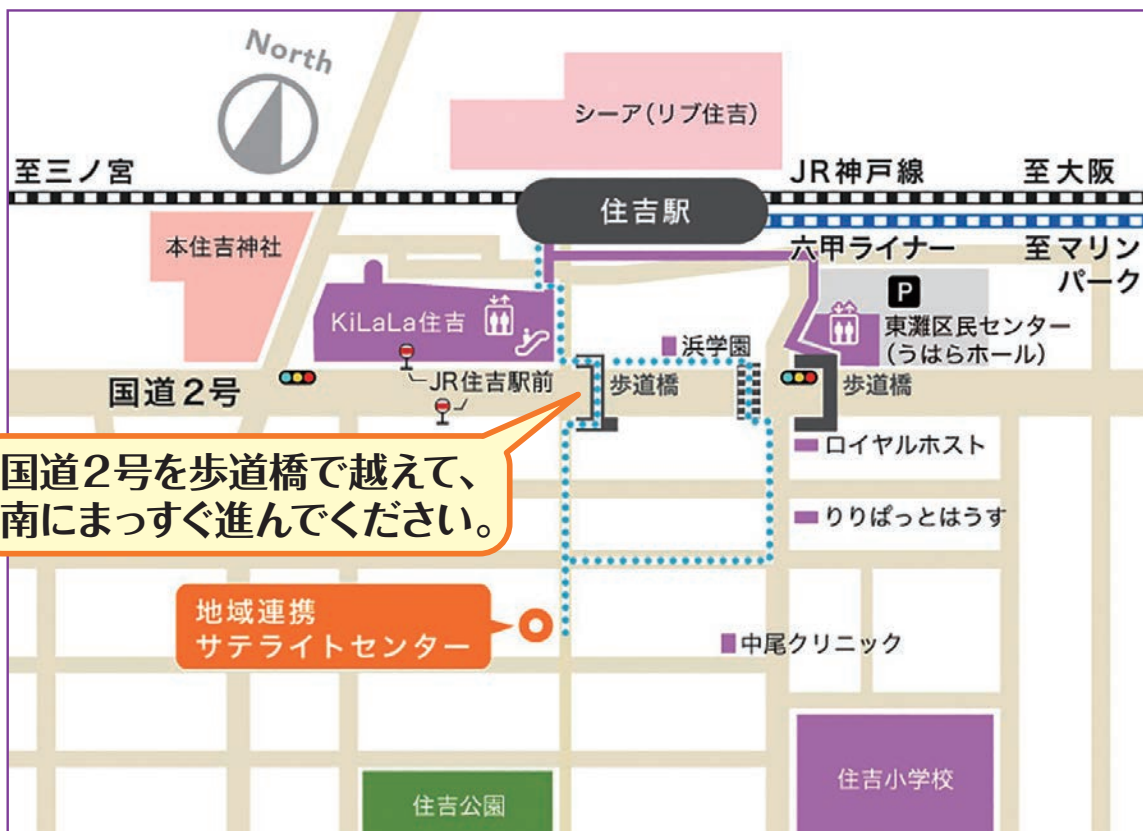 North
シーア(リブ住吉)
至三ノ宮
JR神戸線
至大阪
住吉駅
本住吉神社
六甲ライナー
至マリン
パーク
P
KiLaLa住吉
浜学園
東灘区民センター
(うはらホール)
国道2号
JR住吉駅前
歩道橋
歩道橋
ロイヤルホスト
国道2号を歩道橋で越えて、
南にまっすぐ進んでください。
りりぱっとはうす
地域連携
サテライトセンター
中尾クリニック
住吉公園
住吉小学校